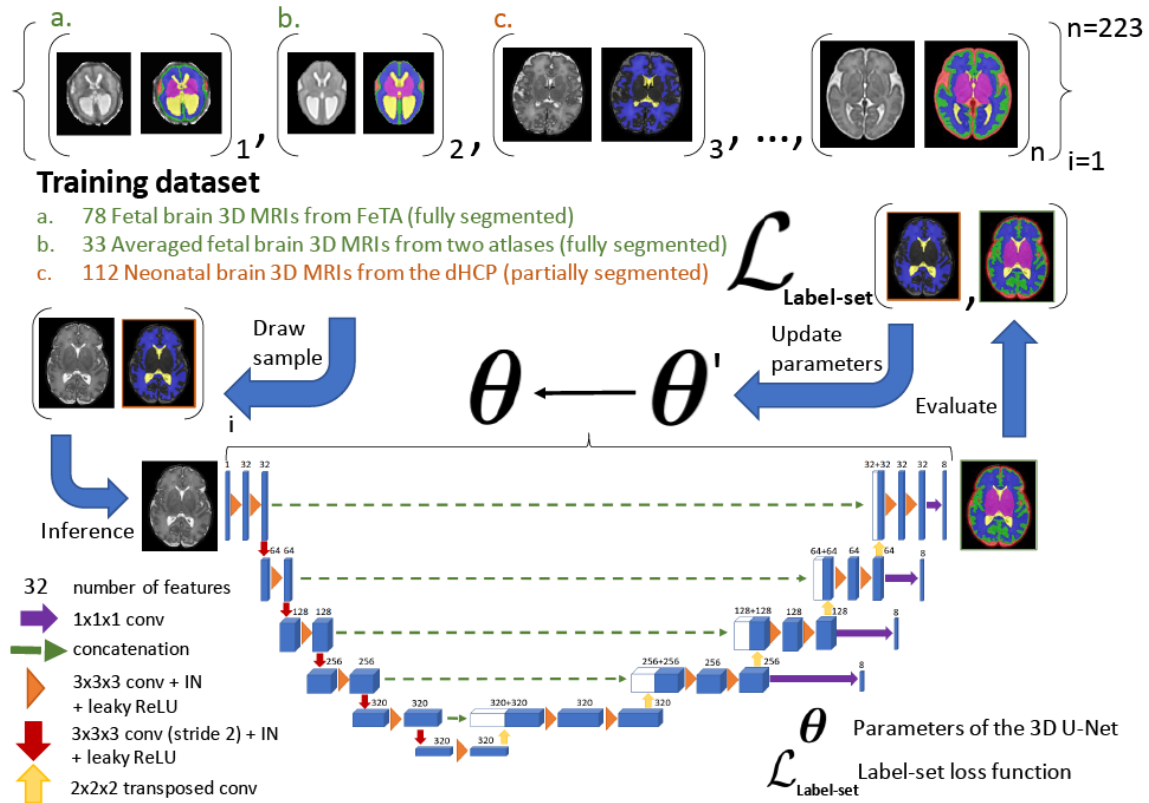 a.
b.
c.
n=223
1 , 2 , 3 , ..., n
i=1
Training dataset
a. 78 Fetal brain 3D MRIs from FeTA (fully segmented)
b. 33 Averaged fetal brain 3D MRIs from two atlases (fully segmented)
c. 112 Neonatal brain 3D MRIs from the dHCP (partially segmented)
ℒ Label-set ,
Draw
sample
i
θ ← θ'
Update
parameters
Evaluate
Inference
1 32 32
32+32 32 32 8
64 64
64+64 64 64 8
128 128
128+128 128 128 8
256 256
256+256 256 256 8
320 320
320+320 320 320
320 320
32 number of features
1x1x1 conv
concatenation
3x3x3 conv + IN
+ leaky ReLU
3x3x3 conv (stride 2) + IN
+ leaky ReLU
2x2x2 transposed conv
θ Parameters of the 3D U-Net
ℒ Label-set Label-set loss function